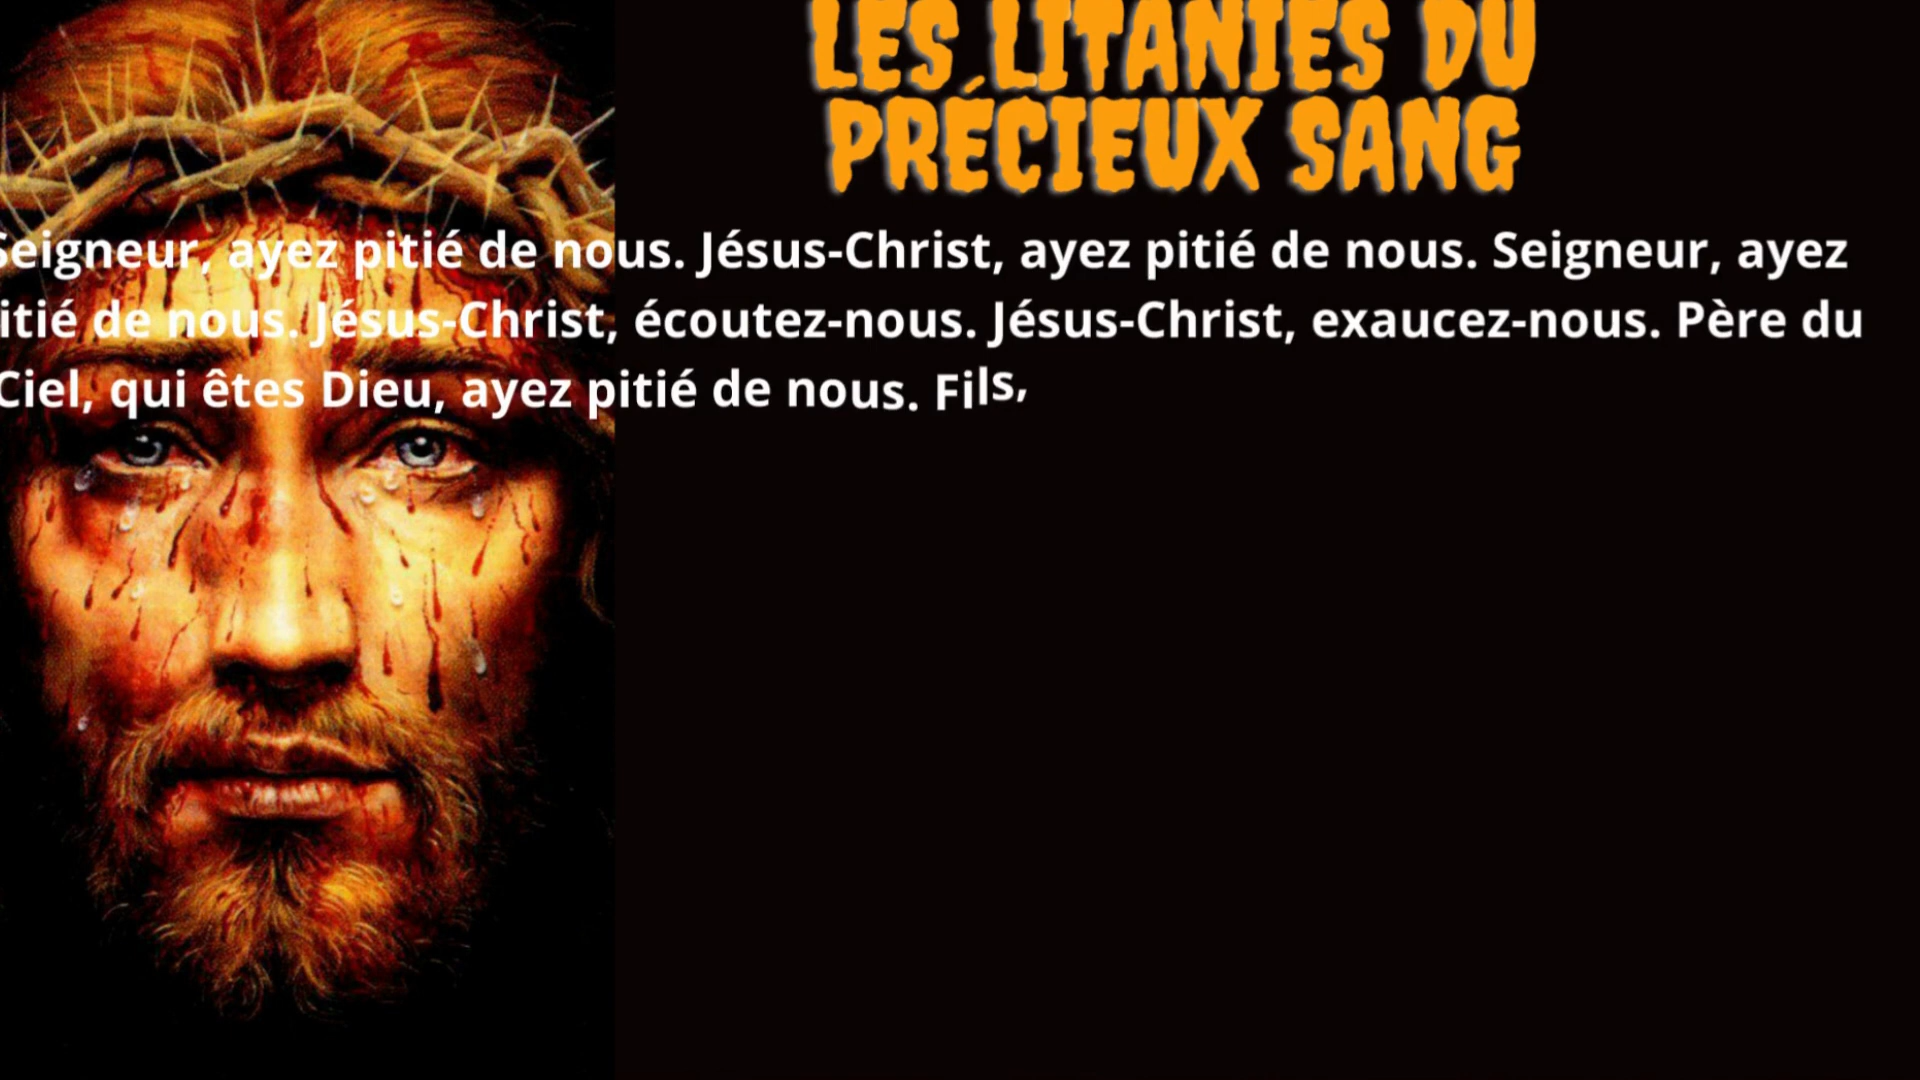 LES LITANIES DU
PRÉCIEUX SANG
Seigneur, ayez pitié de nous. Jésus-Christ, ayez pitié de nous. Seigneur, ayez
itié de nous. Jésus-Christ, écoutez-nous. Jésus-Christ, exaucez-nous. Père du
Ciel, qui êtes Dieu, ayez pitié de nous. Fils,